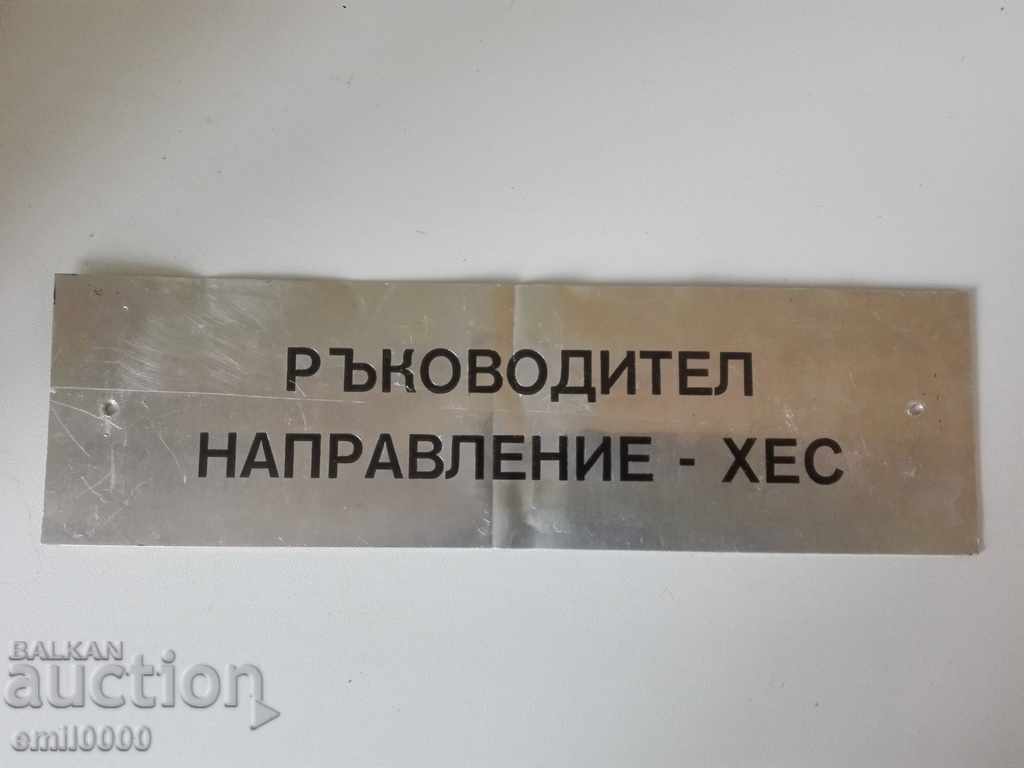 РЪКОВОДИТЕЛ
НАПРАВЛЕНИЕ - ХЕС
BALKAN
auction
emil0000